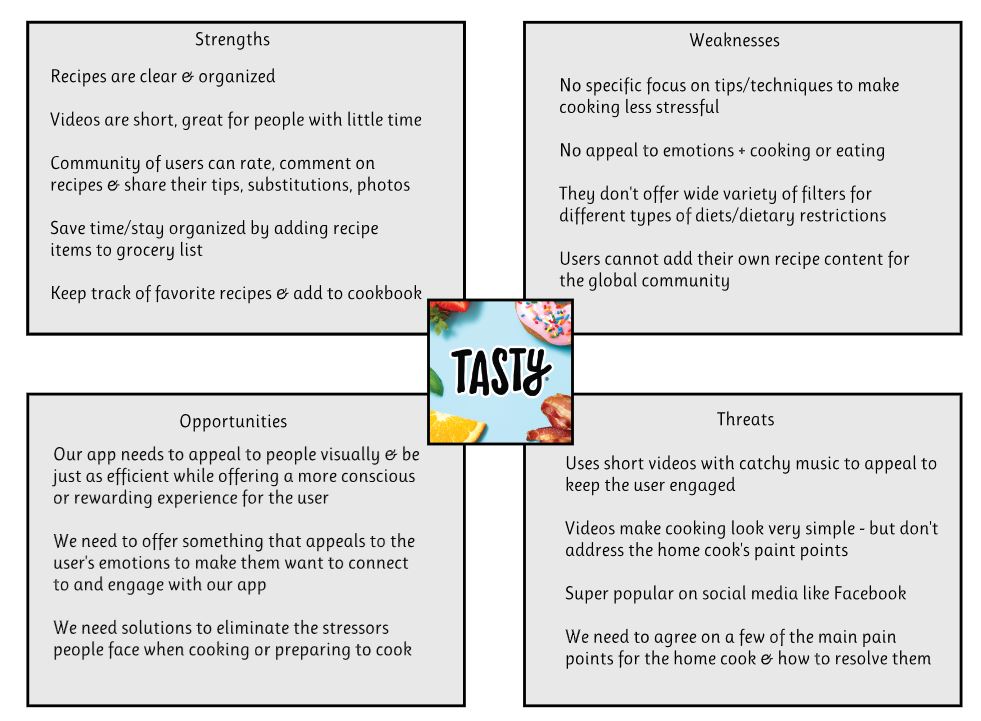 Strengths
Recipes are clear & organized
Videos are short, great for people with little time
Community of users can rate, comment on
recipes & share their tips, substitutions, photos
Save time/stay organized by adding recipe
items to grocery list
Keep track of favorite recipes & add to cookbook
Weaknesses
No specific focus on tips/techniques to make
cooking less stressful
No appeal to emotions + cooking or eating
They don't offer wide variety of filters for
different types of diets/dietary restrictions
Users cannot add their own recipe content for
the global community
TASTY
Opportunities
Our app needs to appeal to people visually & be
just as efficient while offering a more conscious
or rewarding experience for the user
We need to offer something that appeals to the
user's emotions to make them want to connect
to and engage with our app
We need solutions to eliminate the stressors
people face when cooking or preparing to cook
Threats
Uses short videos with catchy music to appeal to
keep the user engaged
Videos make cooking look very simple - but don't
address the home cook's paint points
Super popular on social media like Facebook
We need to agree on a few of the main pain
points for the home cook & how to resolve them